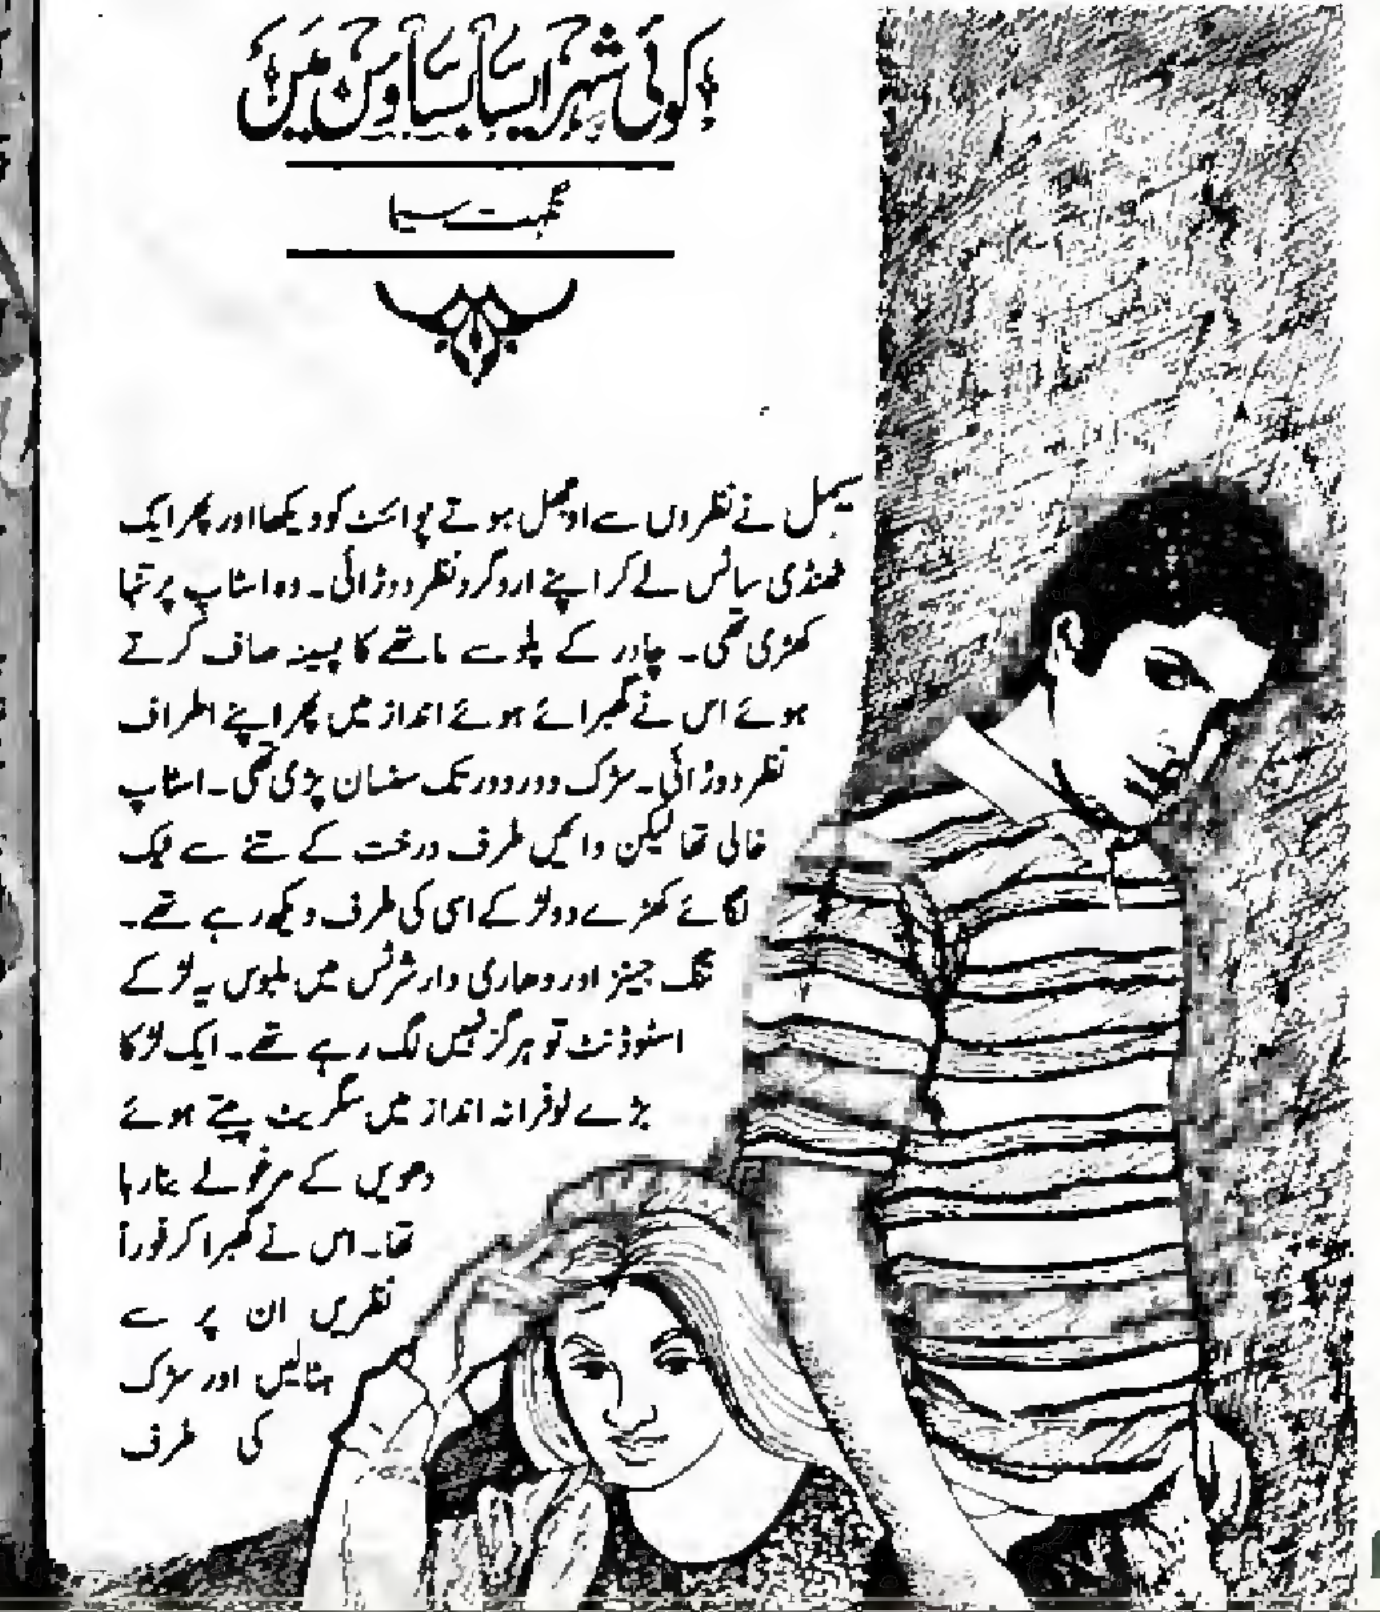 کوئی شہر ایسا بساؤں میں
نگہت سیما
سیمل نے نظروں سے اوجھل ہوتے پوائنٹ کو دیکھا اور پھر ایک
ٹھنڈی سانس لے کر اپنے اردگرد نظر دوڑائی۔ وہ اسٹاپ پر تنہا
کھڑی تھی۔ چادر کے پلو سے ماتھے کا پسینہ صاف کرتے
ہوئے اس نے گھبرائے ہوئے انداز میں پھر اپنے اطراف
نظر دوڑائی۔ سڑک دور دور تک سنسان پڑی تھی۔ اسٹاپ
خالی تھا لیکن دائیں طرف درخت کے تنے سے ٹیک
لگائے کھڑے دو لڑکے اسی کی طرف دیکھ رہے تھے۔
تنگ جینز اور دھاری دار شرٹس میں ملبوس یہ لڑکے
اسٹوڈنٹ تو ہرگز نہیں لگ رہے تھے۔ ایک لڑکا
بڑے لوفرانہ انداز میں سگریٹ پیتے ہوئے
دھویں کے مرغولے بنا رہا
تھا۔ اس نے گھبرا کر فوراً
نظریں ان پر سے
ہٹالیں اور سڑک
کی طرف